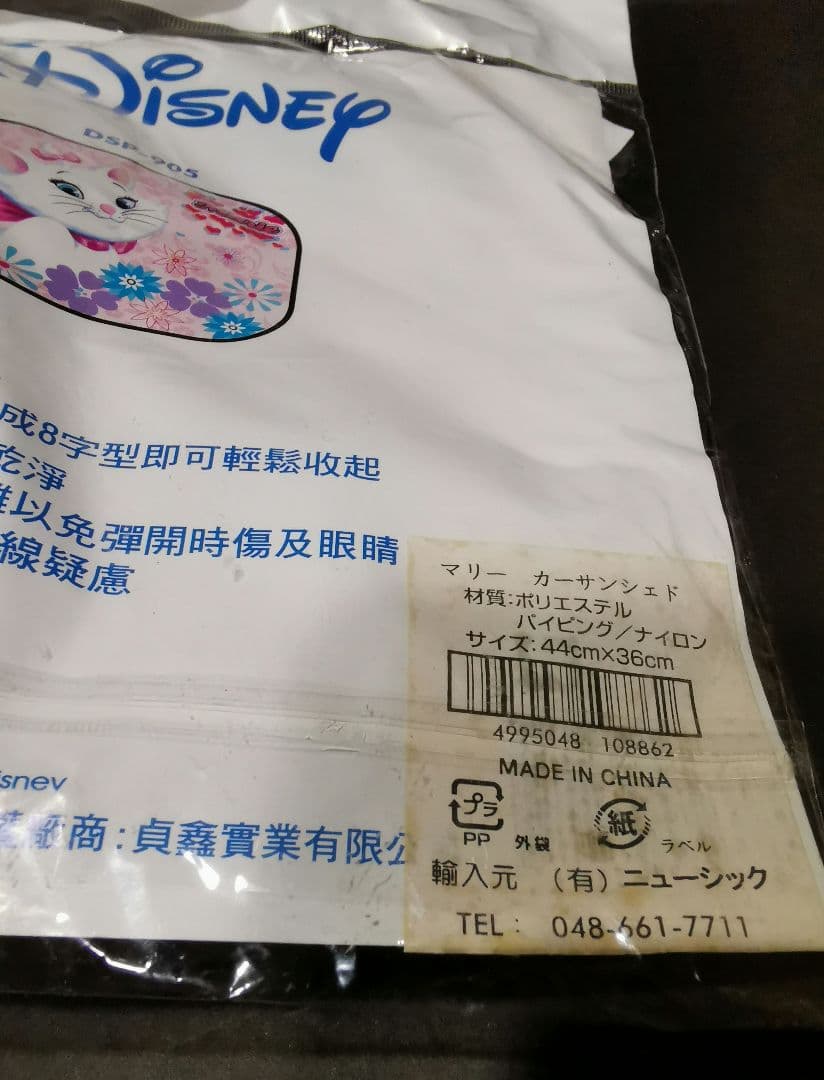 DISNEY
DSP-905
成8字型即可輕鬆收起
乾淨
難以免彈開時傷及眼睛
線疑慮
isney
廠商:貞鑫實業有限公
マリー カーサンシェド
材質:ポリエステル
パイピング/ナイロン
サイズ:44cm×36cm
4995048 108862
MADE IN CHINA
プラ
PP 外袋
紙
ラベル
輸入元 (有)ニューシック
TEL: 048-661-7711